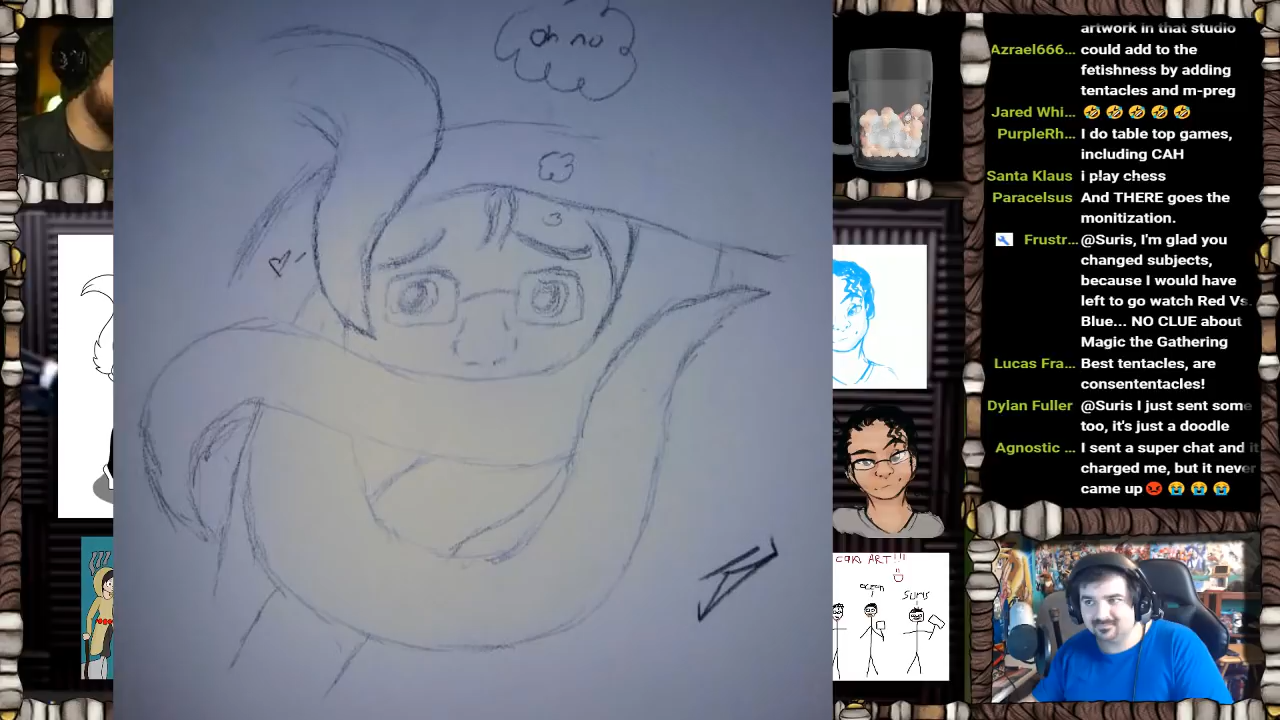 oh no
artwork in that studio
Azrael666... could add to the
fetishness by adding
tentacles and m-preg
Jared Whi... 🤣 🤣 🤣 🤣 🤣
PurpleRh... I do table top games,
including CAH
Santa Klaus i play chess
Paracelsus And THERE goes the
monitization.
Frustr... @Suris, I'm glad you
changed subjects,
because I would have
left to go watch Red Vs.
Blue... NO CLUE about
Magic the Gathering
Lucas Fra... Best tentacles, are
consententacles!
Dylan Fuller @Suris I just sent some
too, it's just a doodle
Agnostic ... I sent a super chat and it
charged me, but it never
came up 😡 😭 😭 😭
ART!!!
Suris